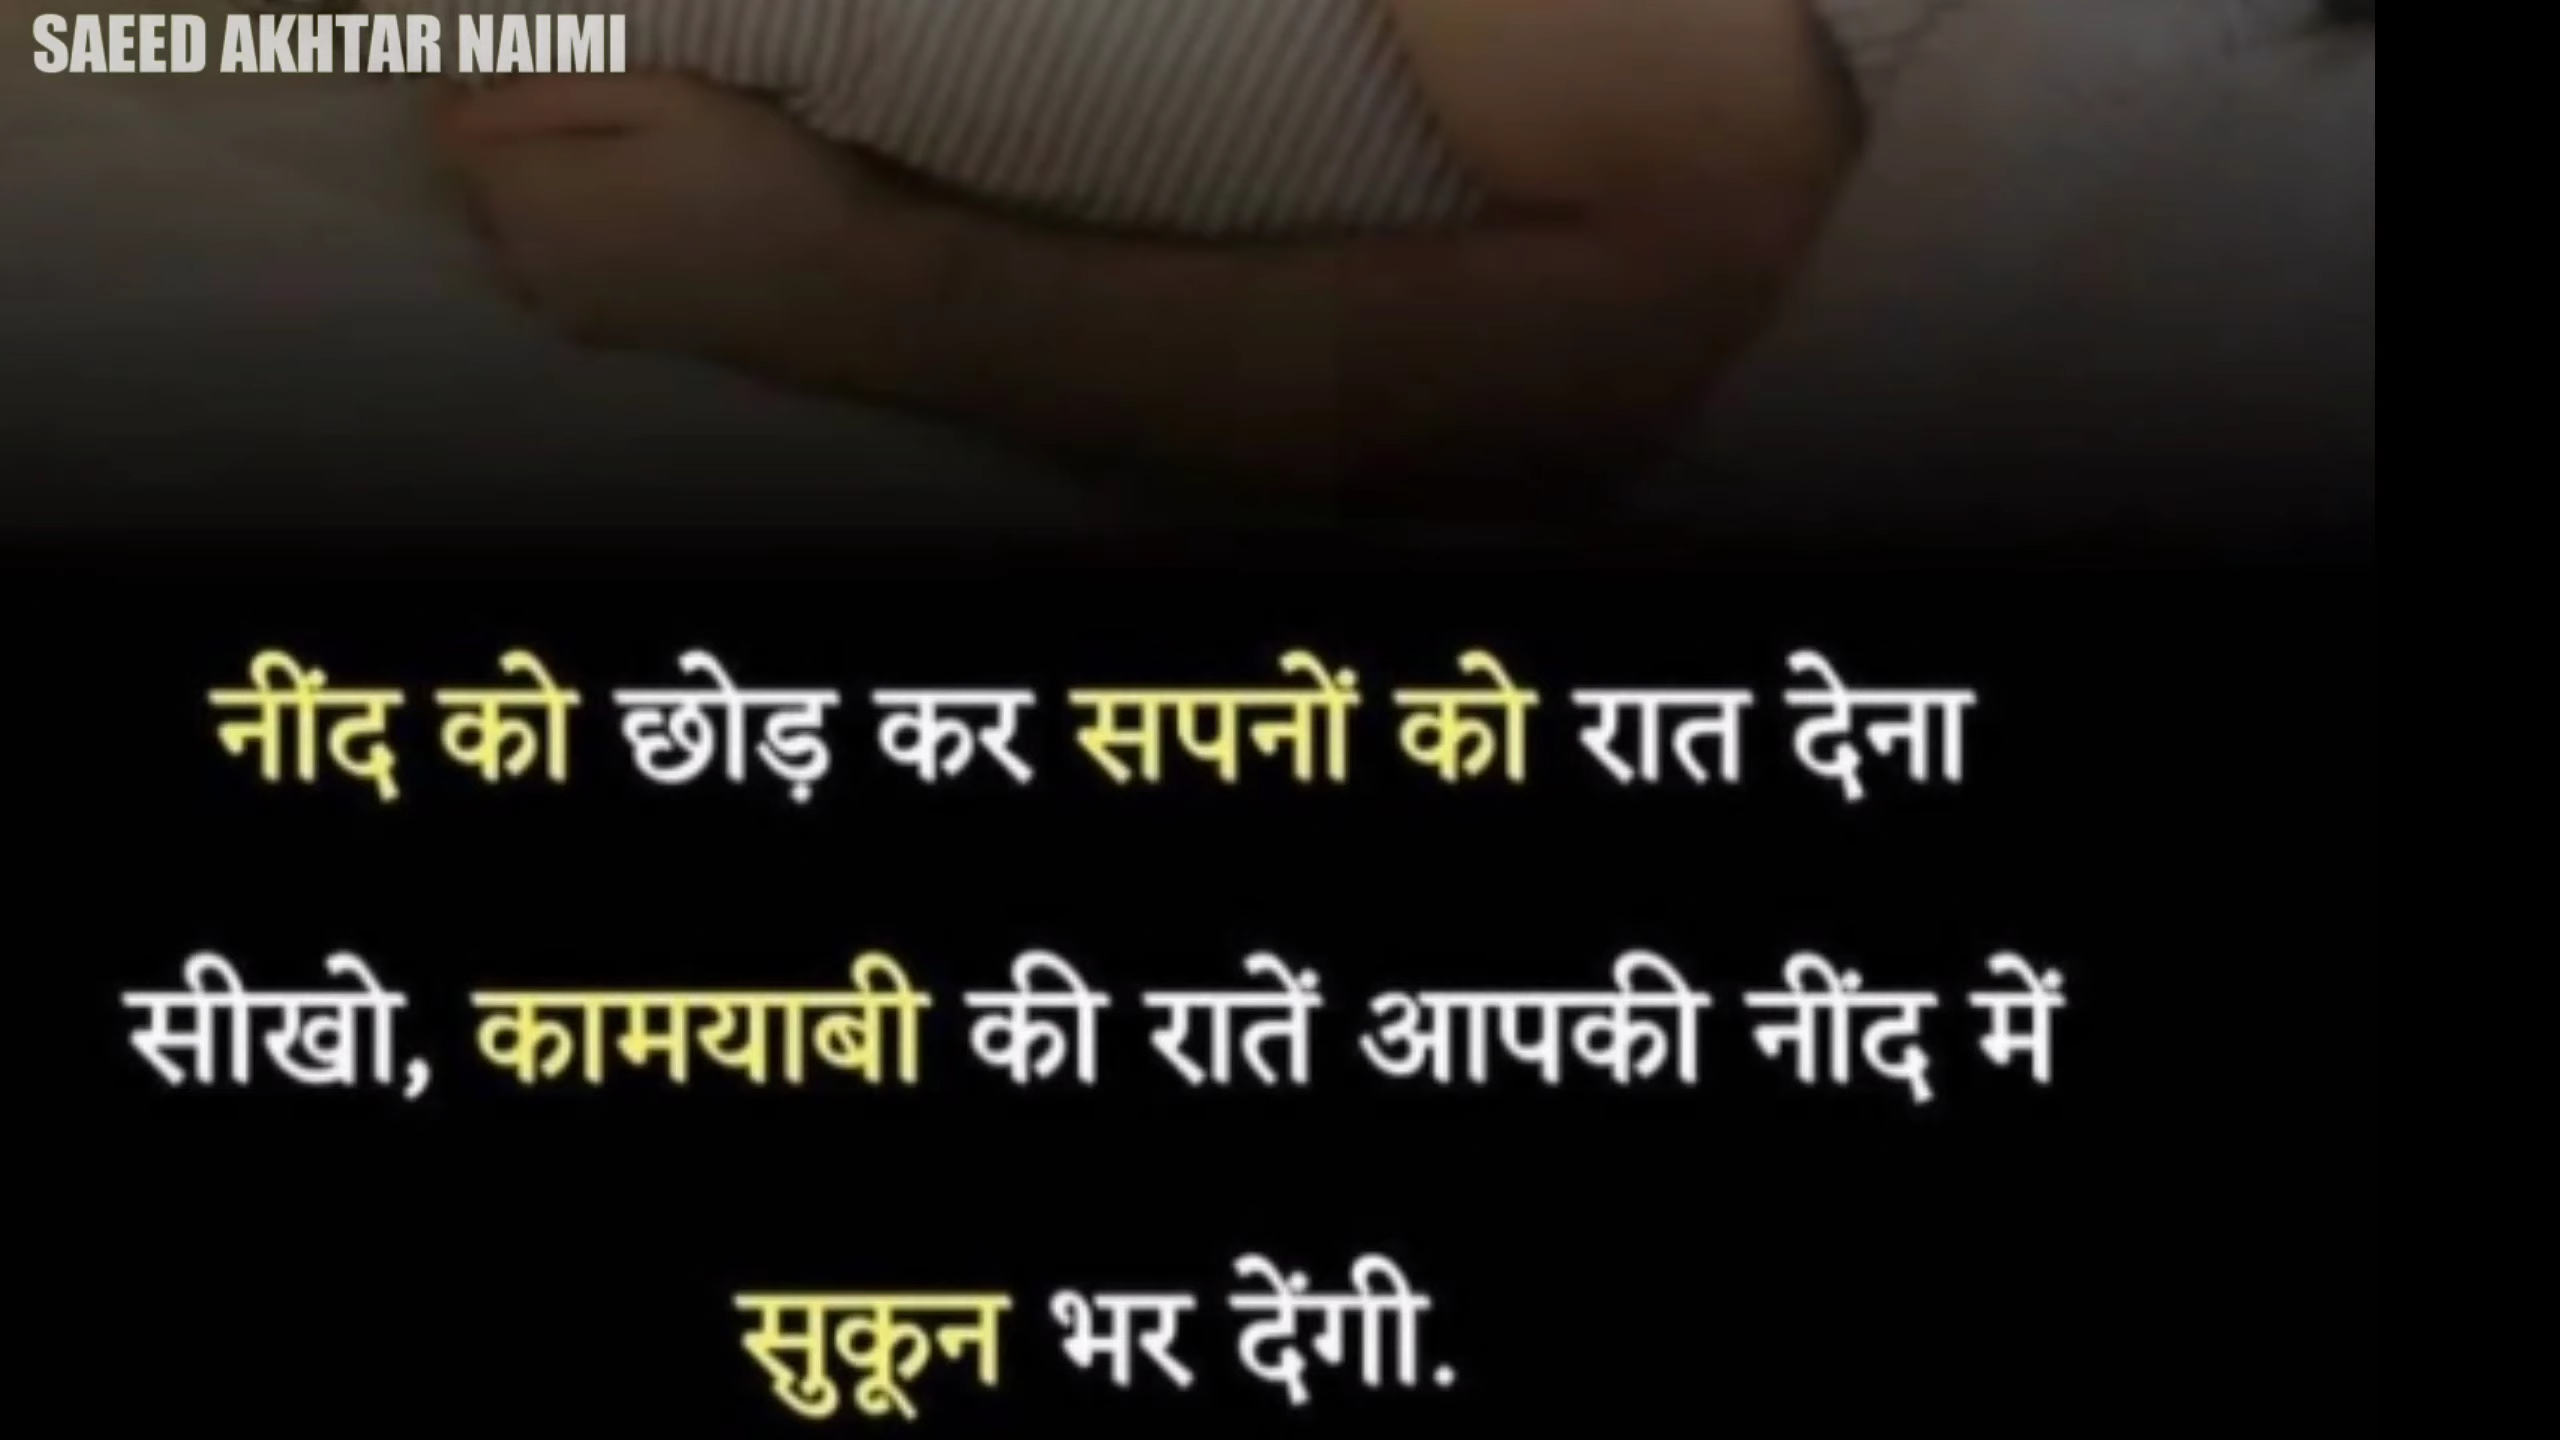 SAEED AKHTAR NAIMI
नींद को छोड़ कर सपनों को रात देना
सीखो, कामयाबी की रातें आपकी नींद में
सुकून भर देंगी.